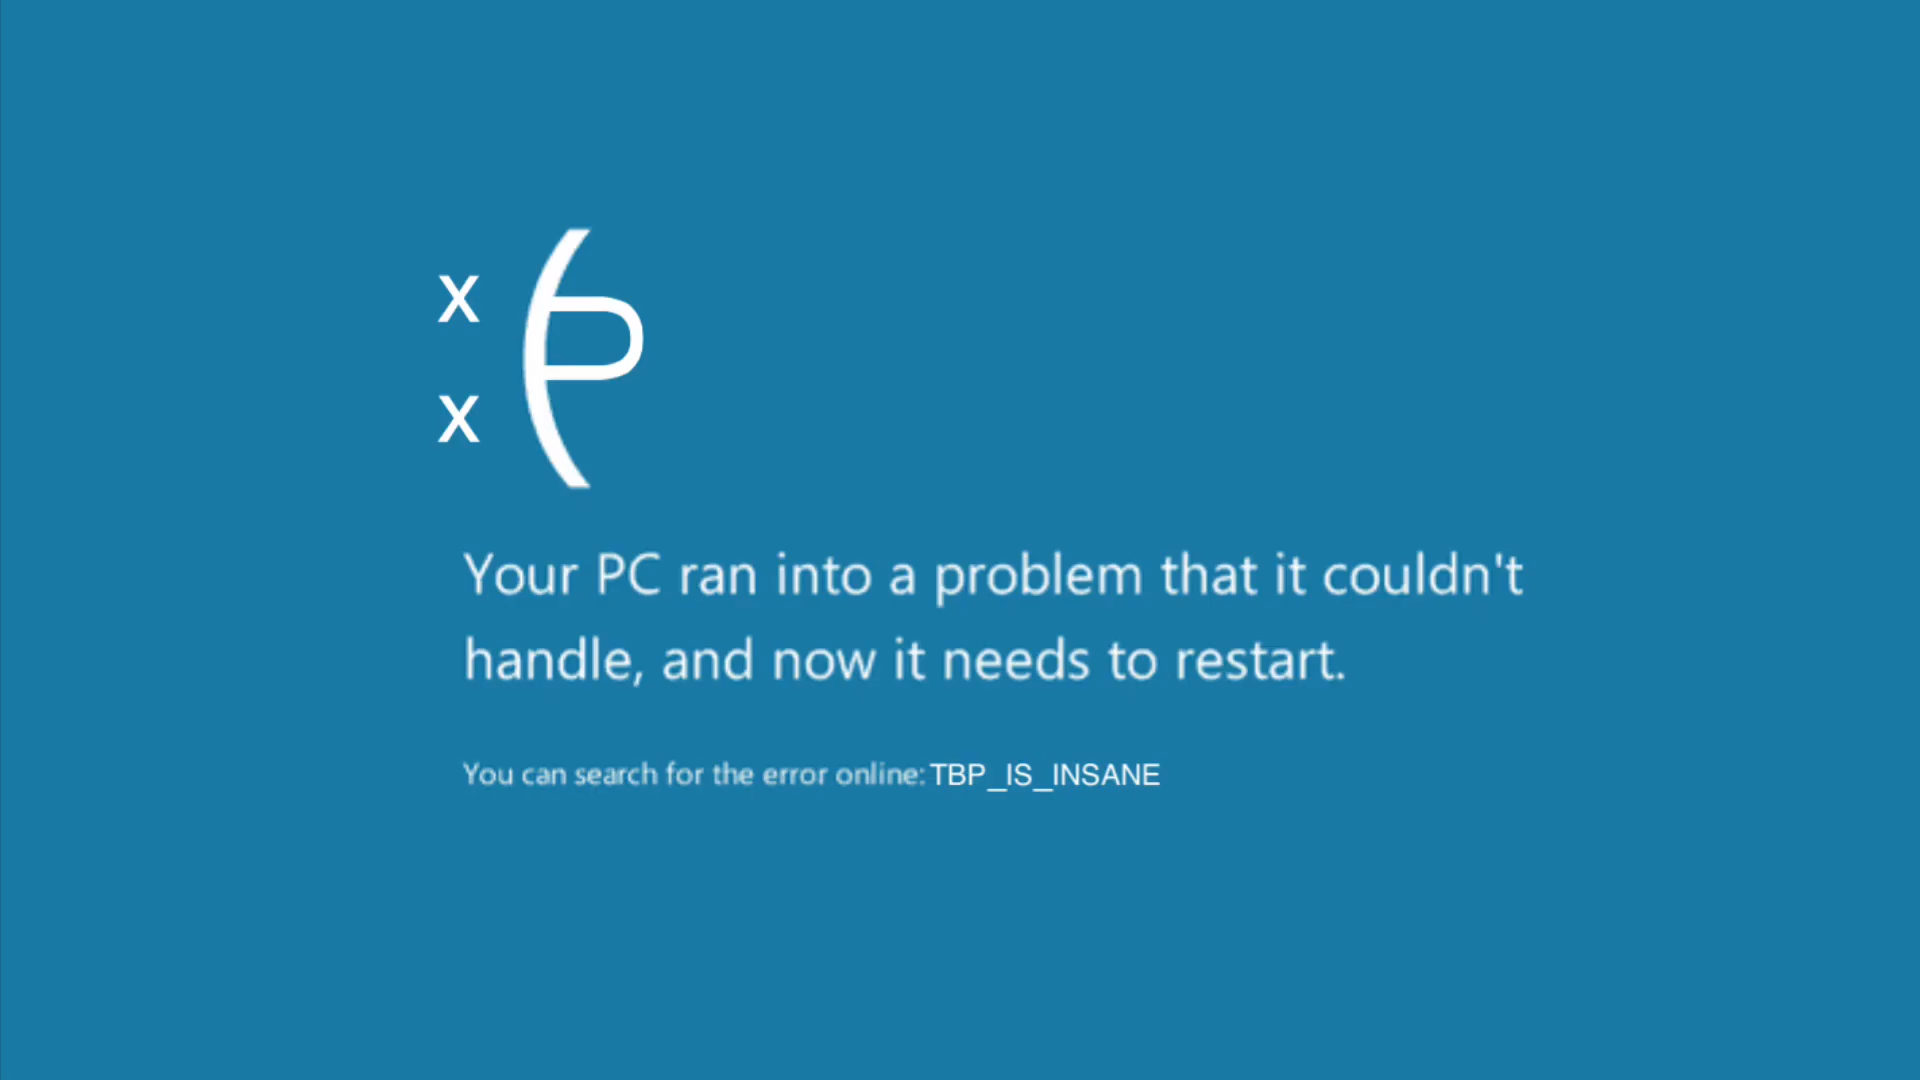 Your PC ran into a problem that it couldn't
handle, and now it needs to restart.
You can search for the error online: TBP_IS_INSANE